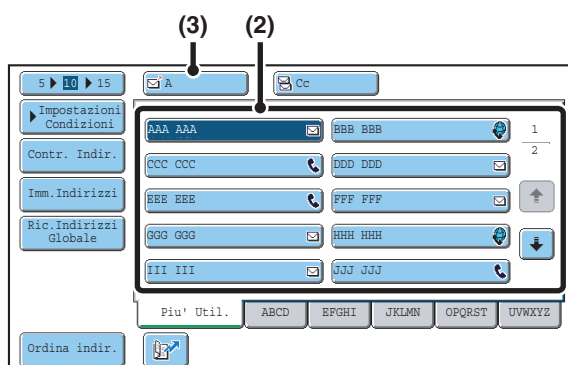 (3) (2)
5 10 15
A
Cc
Impostazioni
Condizioni
Contr. Indir.
Imm.Indirizzi
Ric.Indirizzi
Globale
AAA AAA
BBB BBB
CCC CCC
DDD DDD
EEE EEE
FFF FFF
GGG GGG
HHH HHH
III III
JJJ JJJ
1
2
Piu' Util. ABCD EFGHI JKLMN OPQRST UVWXYZ
Ordina indir.